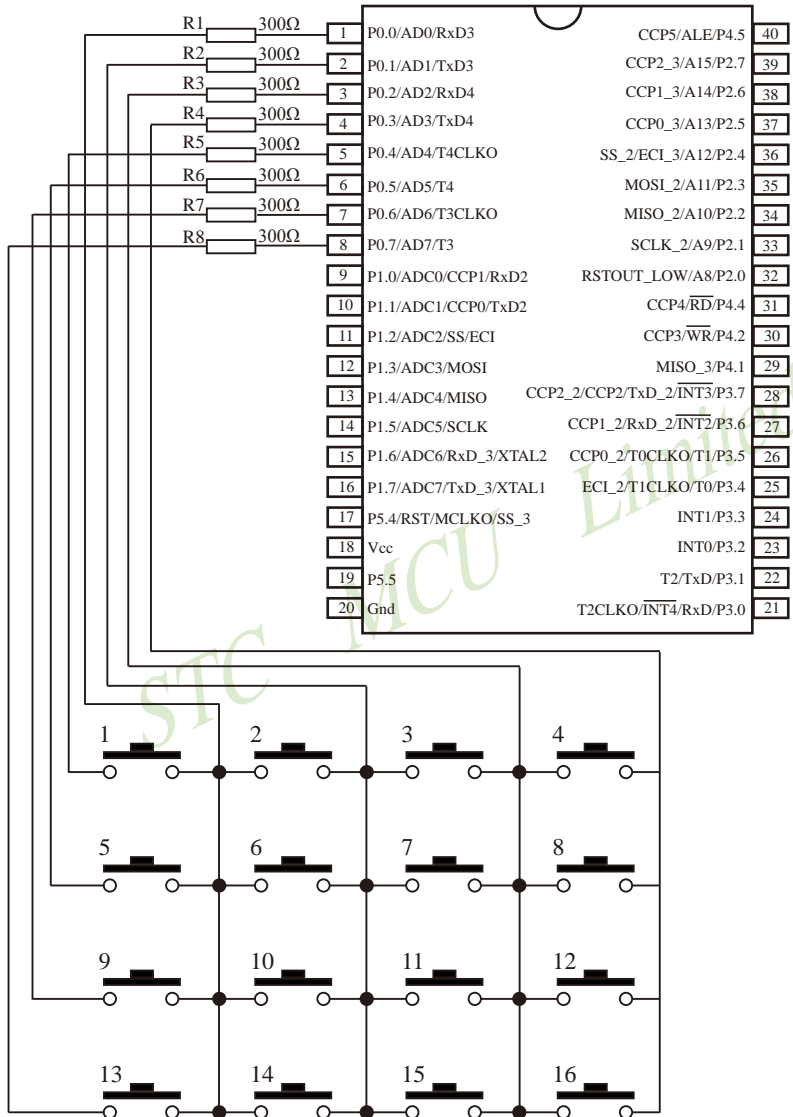 R1 300Ω 1 P0.0/AD0/RxD3 CCP5/ALE/P4.5 40
R2 300Ω 2 P0.1/AD1/TxD3 CCP2_3/A15/P2.7 39
R3 300Ω 3 P0.2/AD2/RxD4 CCP1_3/A14/P2.6 38
R4 300Ω 4 P0.3/AD3/TxD4 CCP0_3/A13/P2.5 37
R5 300Ω 5 P0.4/AD4/T4CLKO SS_2/ECI_3/A12/P2.4 36
R6 300Ω 6 P0.5/AD5/T4 MOSI_2/A11/P2.3 35
R7 300Ω 7 P0.6/AD6/T3CLKO MISO_2/A10/P2.2 34
R8 300Ω 8 P0.7/AD7/T3 SCLK_2/A9/P2.1 33
9 P1.0/ADC0/CCP1/RxD2 RSTOUT_LOW/A8/P2.0 32
10 P1.1/ADC1/CCP0/TxD2 CCP4/RD/P4.4 31
11 P1.2/ADC2/SS/ECI CCP3/WR/P4.2 30
12 P1.3/ADC3/MOSI MISO_3/P4.1 29
13 P1.4/ADC4/MISO CCP2_2/CCP2/TxD_2/INT3/P3.7 28
14 P1.5/ADC5/SCLK CCP1_2/RxD_2/INT2/P3.6 27
15 P1.6/ADC6/RxD_3/XTAL2 CCP0_2/T0CLKO/T1/P3.5 26
16 P1.7/ADC7/TxD_3/XTAL1 ECI_2/T1CLKO/T0/P3.4 25
17 P5.4/RST/MCLKO/SS_3 INT1/P3.3 24
18 Vcc INT0/P3.2 23
19 P5.5 T2/TxD/P3.1 22
20 Gnd T2CLKO/INT4/RxD/P3.0 21
STC MCU Limited
1 2 3 4
5 6 7 8
9 10 11 12
13 14 15 16